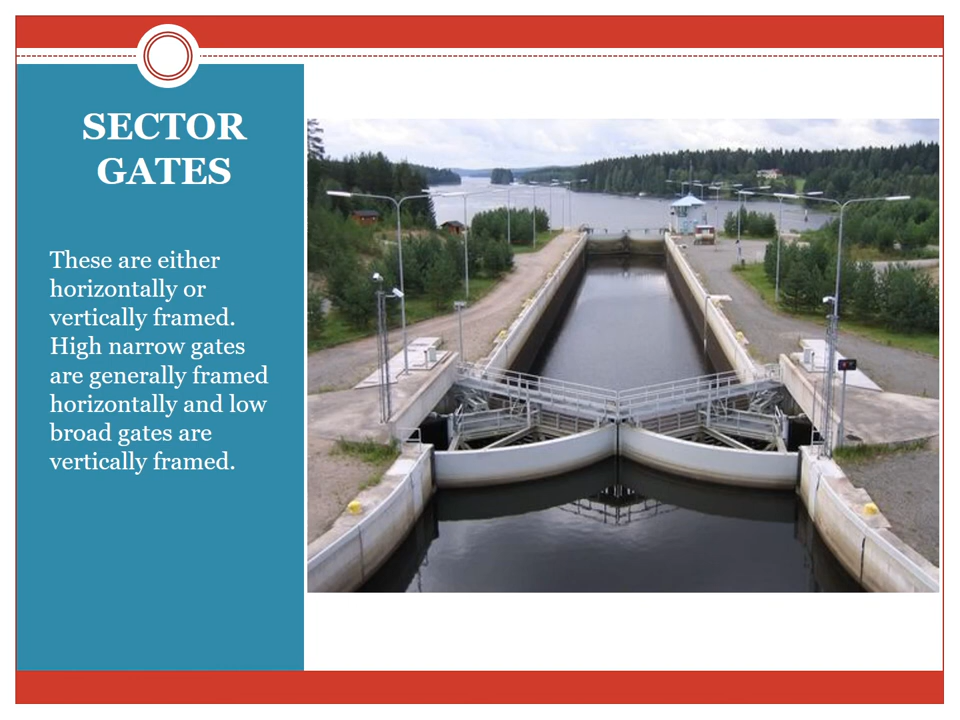 SECTOR
GATES
These are either
horizontally or
vertically framed.
High narrow gates
are generally framed
horizontally and low
broad gates are
vertically framed.